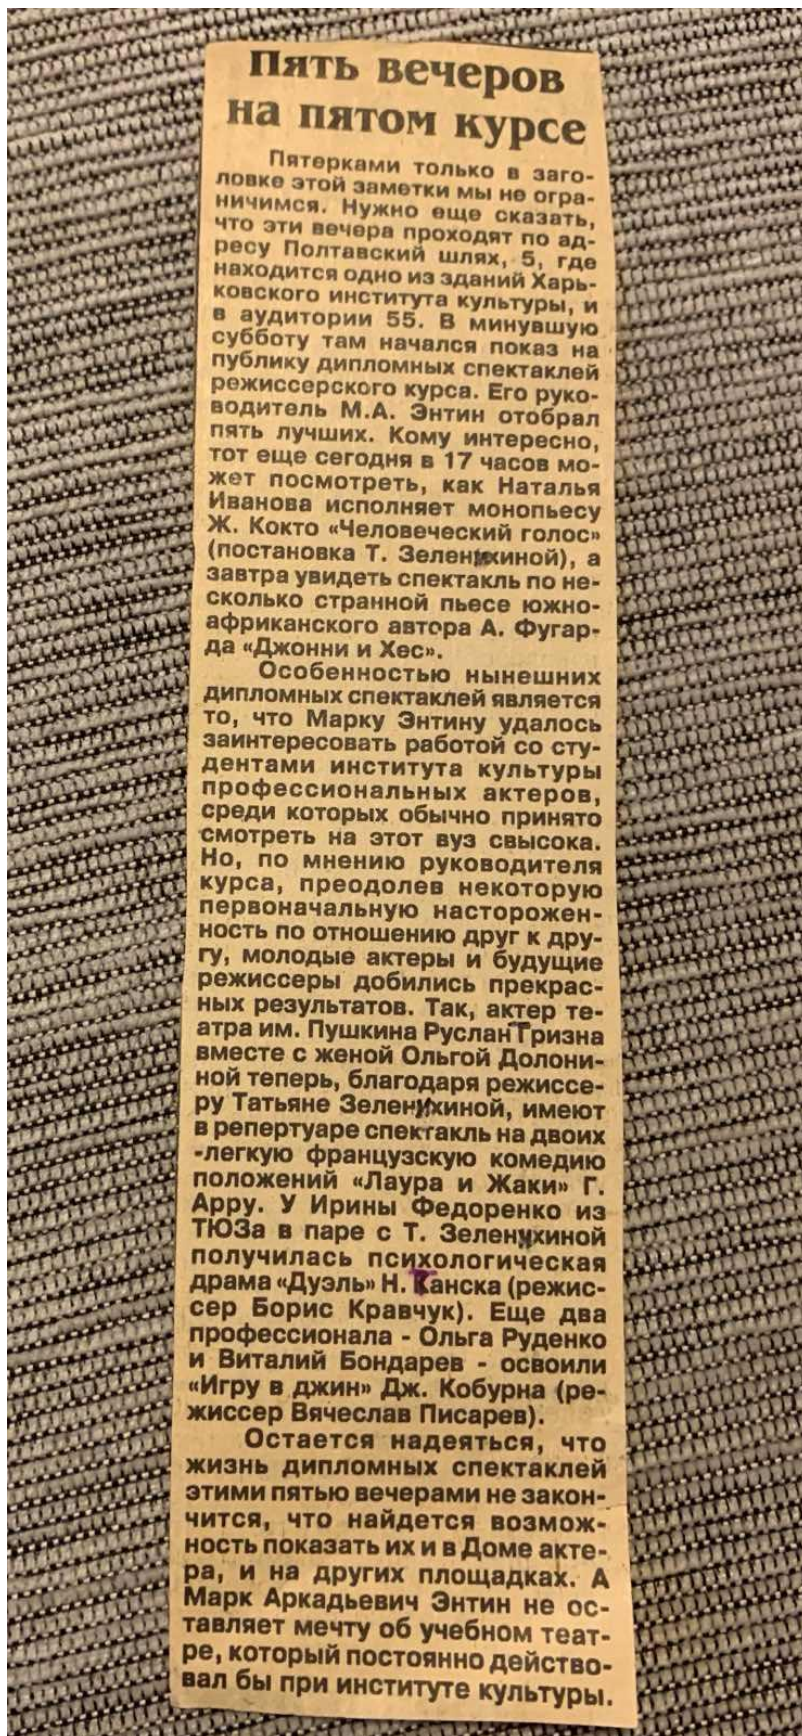 Пять вечеров
на пятом курсе
Пятерками только в заго-
ловке этой заметки мы не огра-
ничимся. Нужно еще сказать,
что эти вечера проходят по ад-
ресу Полтавский шлях, 5, где
находится одно из зданий Харь-
ковского института культуры, и
в аудитории 55. В минувшую
субботу там начался показ на
публику дипломных спектаклей
режиссерского курса. Его руко-
водитель М.А. Энтин отобрал
пять лучших. Кому интересно,
тот еще сегодня в 17 часов мо-
жет посмотреть, как Наталья
Иванова исполняет монопьесу
Ж. Кокто «Человеческий голос»
(постановка Т. Зеленухиной), а
завтра увидеть спектакль по не-
сколько странной пьесе южно-
африканского автора А. Фугар-
да «Джонни и Хес».
Особенностью нынешних
дипломных спектаклей является
то, что Марку Энтину удалось
заинтересовать работой со сту-
дентами института культуры
профессиональных актеров,
среди которых обычно принято
смотреть на этот вуз свысока.
Но, по мнению руководителя
курса, преодолев некоторую
первоначальную насторожен-
ность по отношению друг к дру-
гу, молодые актеры и будущие
режиссеры добились прекрас-
ных результатов. Так, актер те-
атра им. Пушкина Руслан Гризна
вместе с женой Ольгой Долони-
ной теперь, благодаря режиссе-
ру Татьяне Зеленухиной, имеют
в репертуаре спектакль на двоих
-легкую французскую комедию
положений «Лаура и Жаки» Г.
Арру. У Ирины Федоренко из
ТЮЗа в паре с Т. Зеленухиной
получилась психологическая
драма «Дуэль» Н. Танска (режис-
сер Борис Кравчук). Еще два
профессионала - Ольга Руденко
и Виталий Бондарев - освоили
«Игру в джин» Дж. Кобурна (ре-
жиссер Вячеслав Писарев).
Остается надеяться, что
жизнь дипломных спектаклей
этими пятью вечерами не закон-
чится, что найдется возмож-
ность показать их и в Доме акте-
ра, и на других площадках. А
Марк Аркадьевич Энтин не ос-
тавляет мечту об учебном теат-
ре, который постоянно действо-
вал бы при институте культуры.